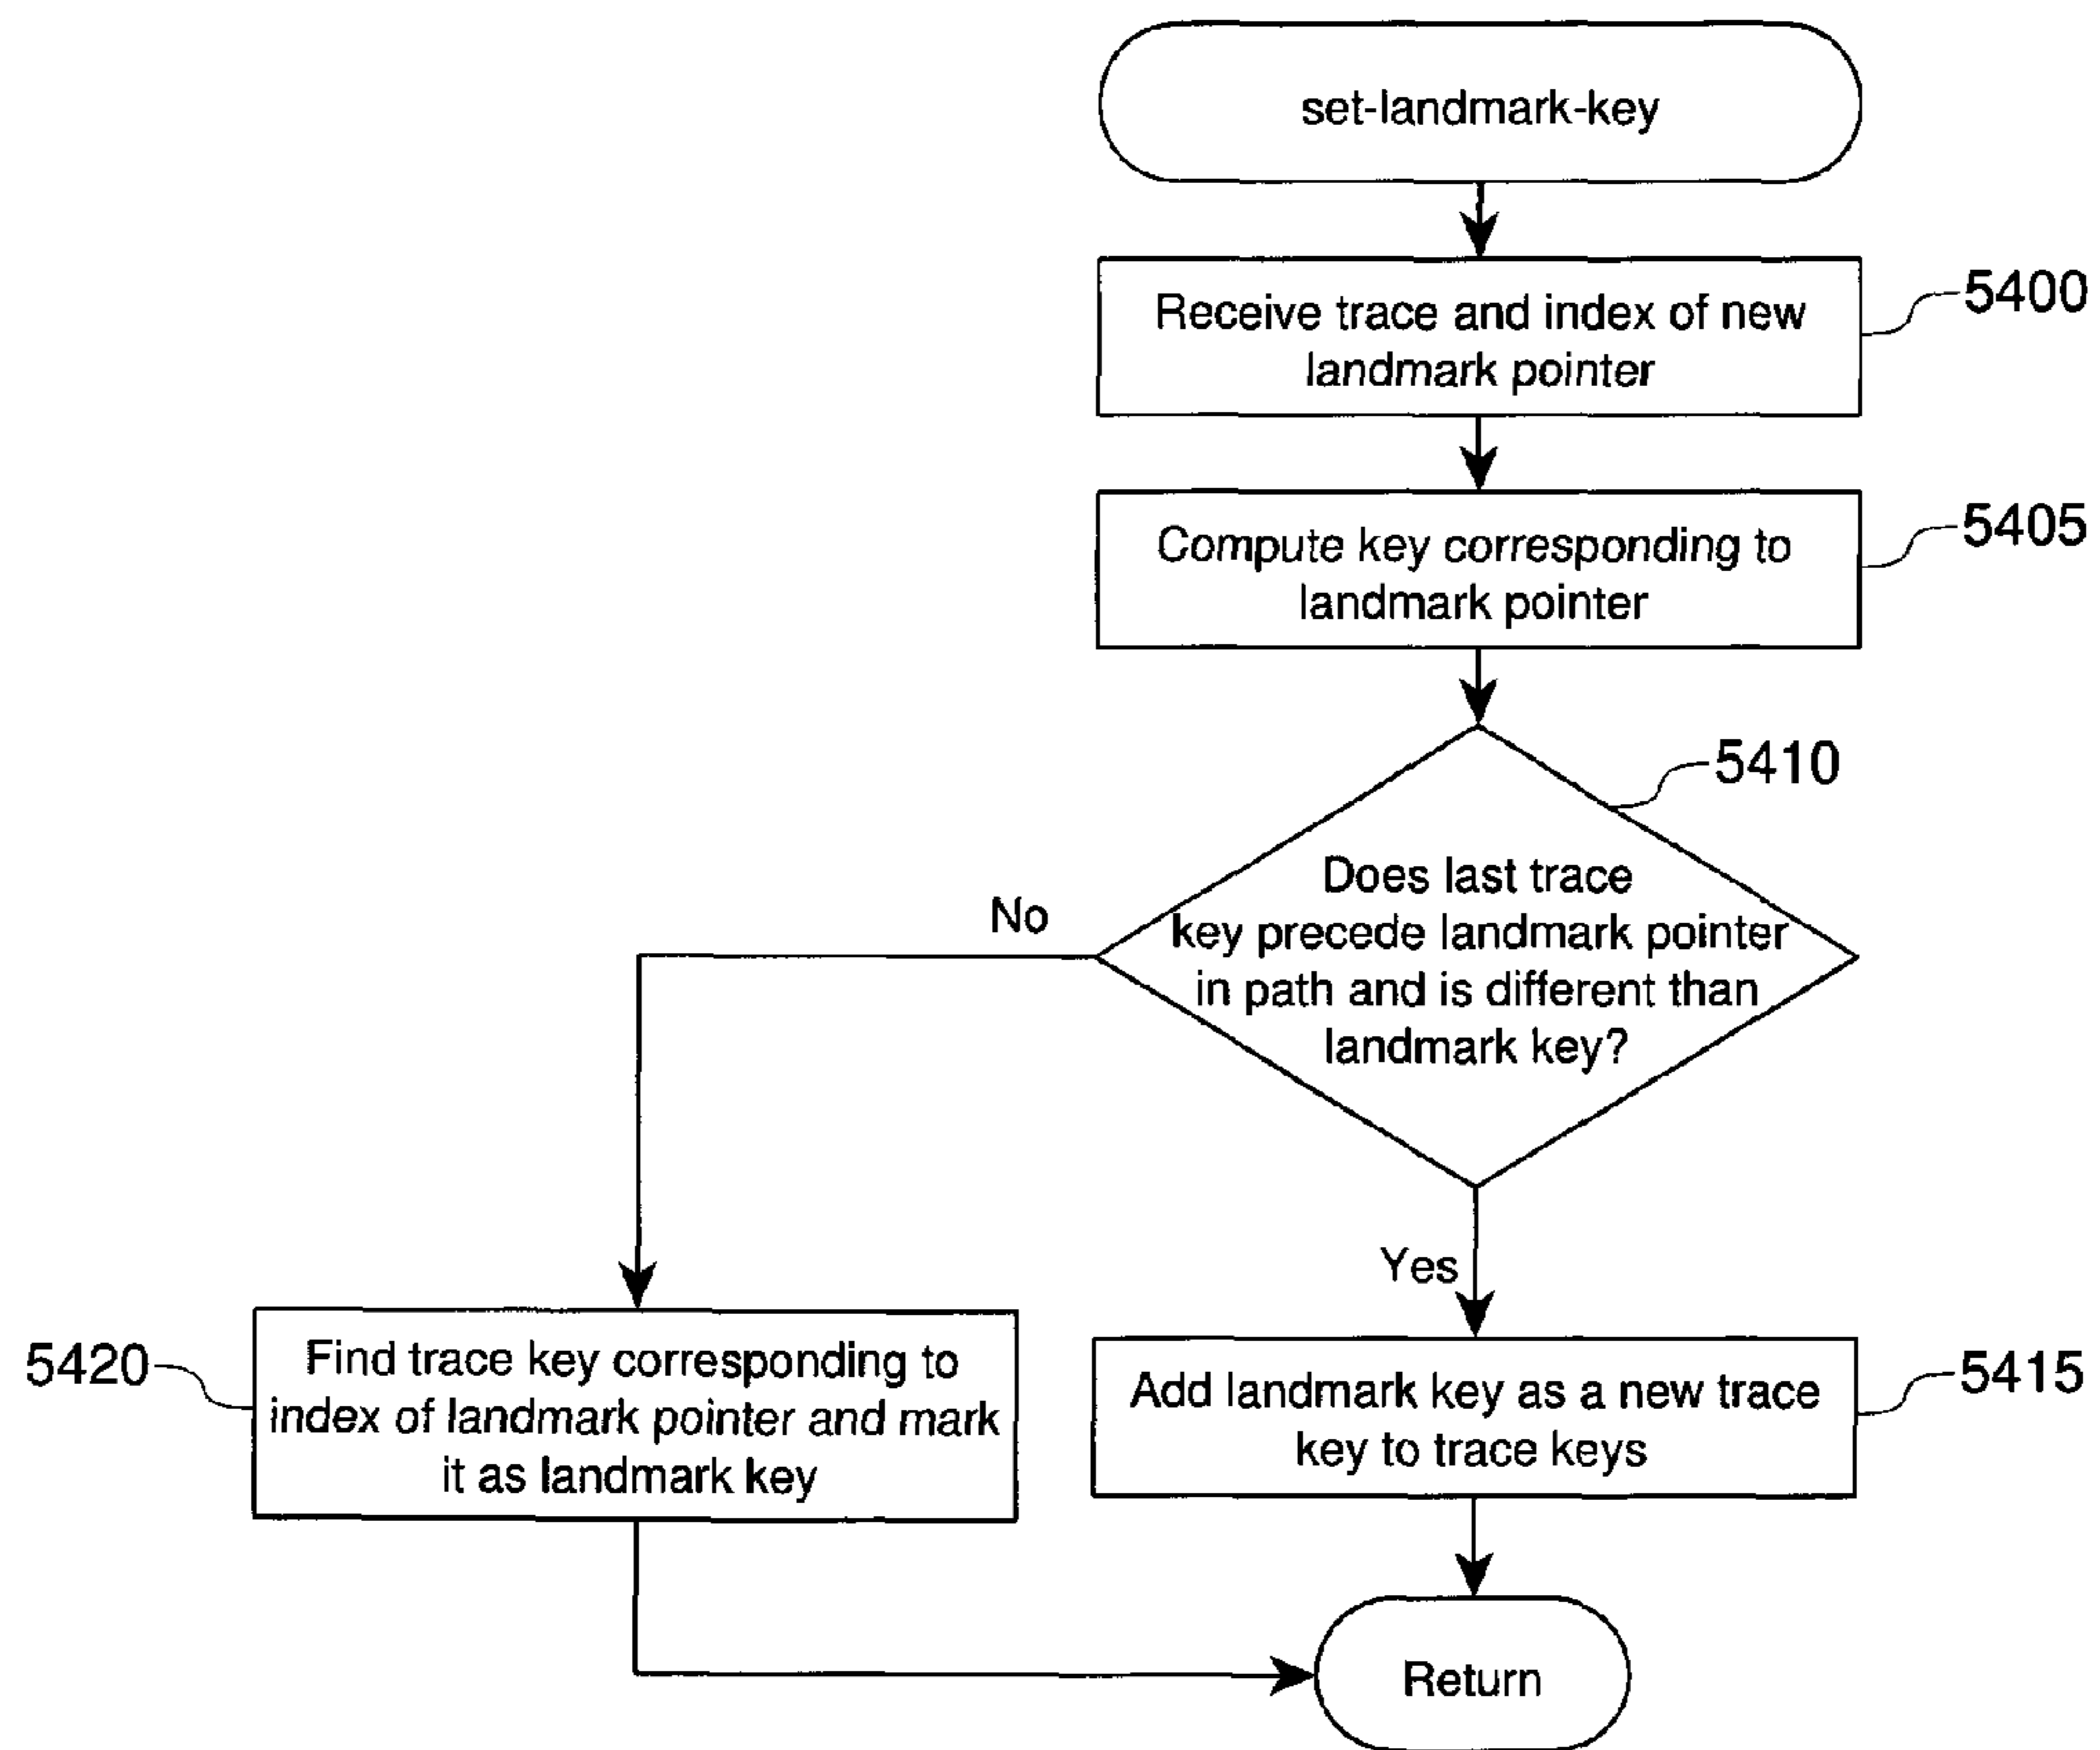 set-landmark-key
Receive trace and index of new
landmark pointer
5400
Compute key corresponding to
landmark pointer
5405
5410
Does last trace
key precede landmark pointer
in path and is different than
landmark key?
No
Yes
5420
Find trace key corresponding to
index of landmark pointer and mark
it as landmark key
Add landmark key as a new trace
key to trace keys
5415
Return